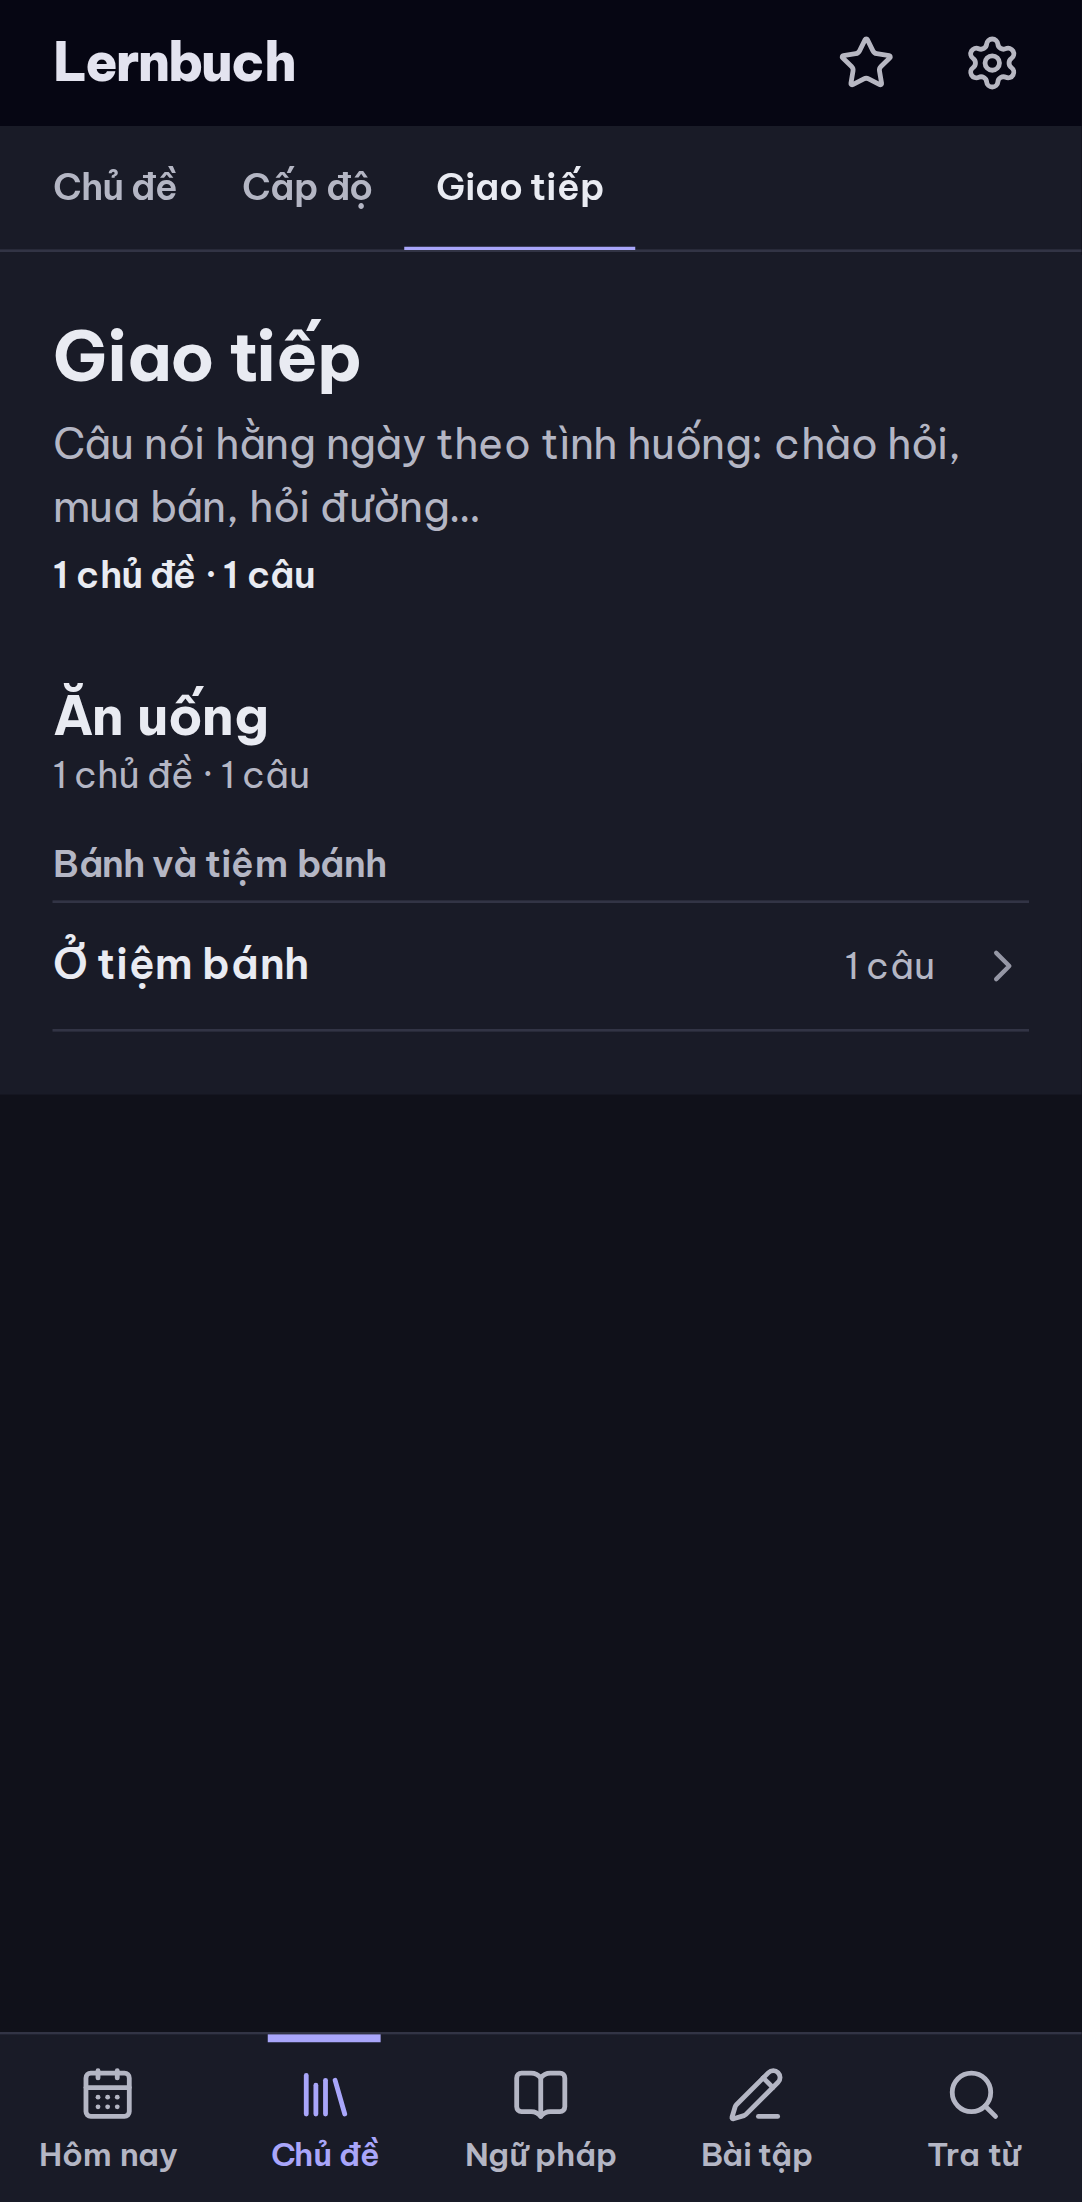 Lernbuch
Chủ đề
Cấp độ
Giao tiếp
Giao tiếp
Câu nói hằng ngày theo tình huống: chào hỏi,
mua bán, hỏi đường...
1 chủ đề · 1 câu
Ăn uống
1 chủ đề · 1 câu
Bánh và tiệm bánh
Ở tiệm bánh
1 câu
Hôm nay
Chủ đề
Ngữ pháp
Bài tập
Tra từ